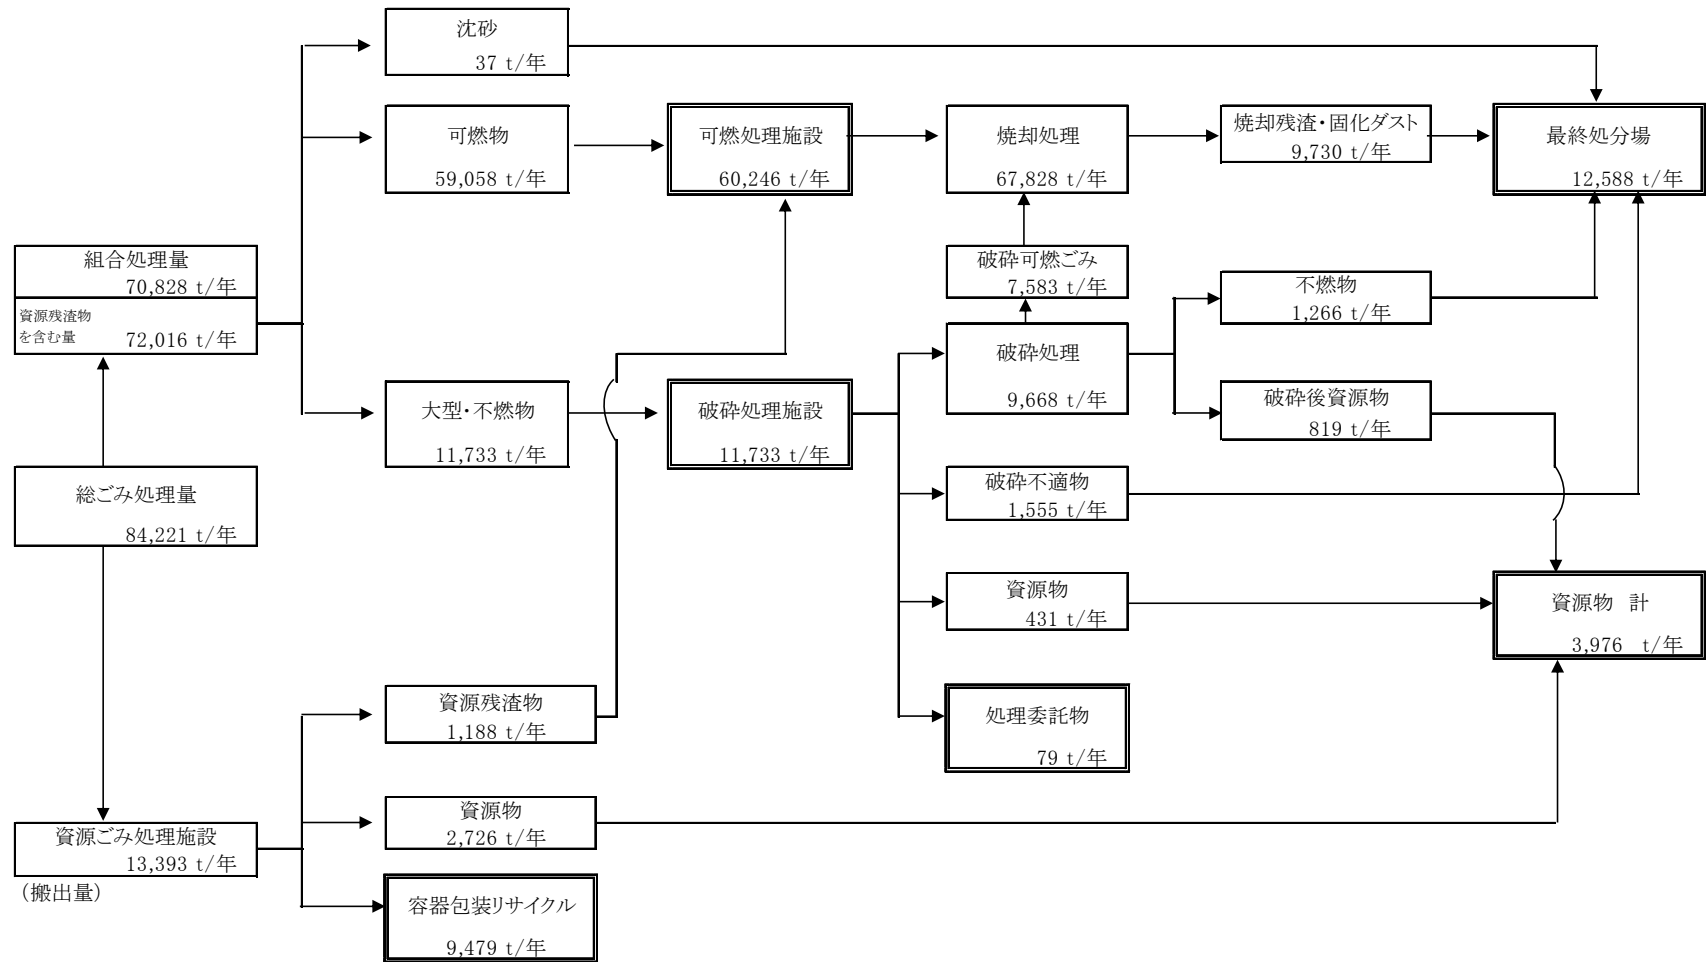 沈砂
37 t/年
可燃物
59,058 t/年
可燃処理施設
60,246 t/年
焼却処理
67,828 t/年
焼却残渣・固化ダスト
9,730 t/年
最終処分場
12,588 t/年
組合処理量
70,828 t/年
資源残渣物
を含む量
72,016 t/年
破砕可燃ごみ
7,583 t/年
不燃物
1,266 t/年
大型・不燃物
11,733 t/年
破砕処理施設
11,733 t/年
破砕処理
9,668 t/年
破砕後資源物
819 t/年
総ごみ処理量
84,221 t/年
破砕不適物
1,555 t/年
資源物
431 t/年
資源物 計
3,976 t/年
資源残渣物
1,188 t/年
処理委託物
79 t/年
資源ごみ処理施設
13,393 t/年
(搬出量)
資源物
2,726 t/年
容器包装リサイクル
9,479 t/年